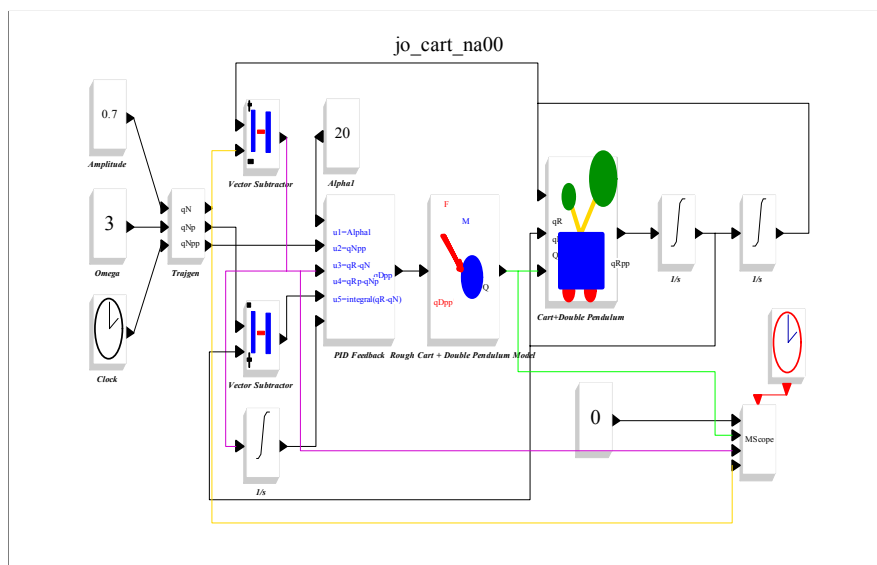 jo_cart_na00
0.7
Amplitude
20
Vector Subtractor
Alpha1
3
Omega
qN
qNp
qNpp
Trajgen
u1=Alpha1
u2=qNpp
u3=qR-qN
u4=qRp-qNp
u5=integral(qR-qN)
qDpp
PID Feedback
F
M
Q
qDpp
Rough Cart + Double Pendulum Model
qR
Q
qRpp
Cart+Double Pendulum
1/s
1/s
Clock
Vector Subtractor
1/s
0
MScope